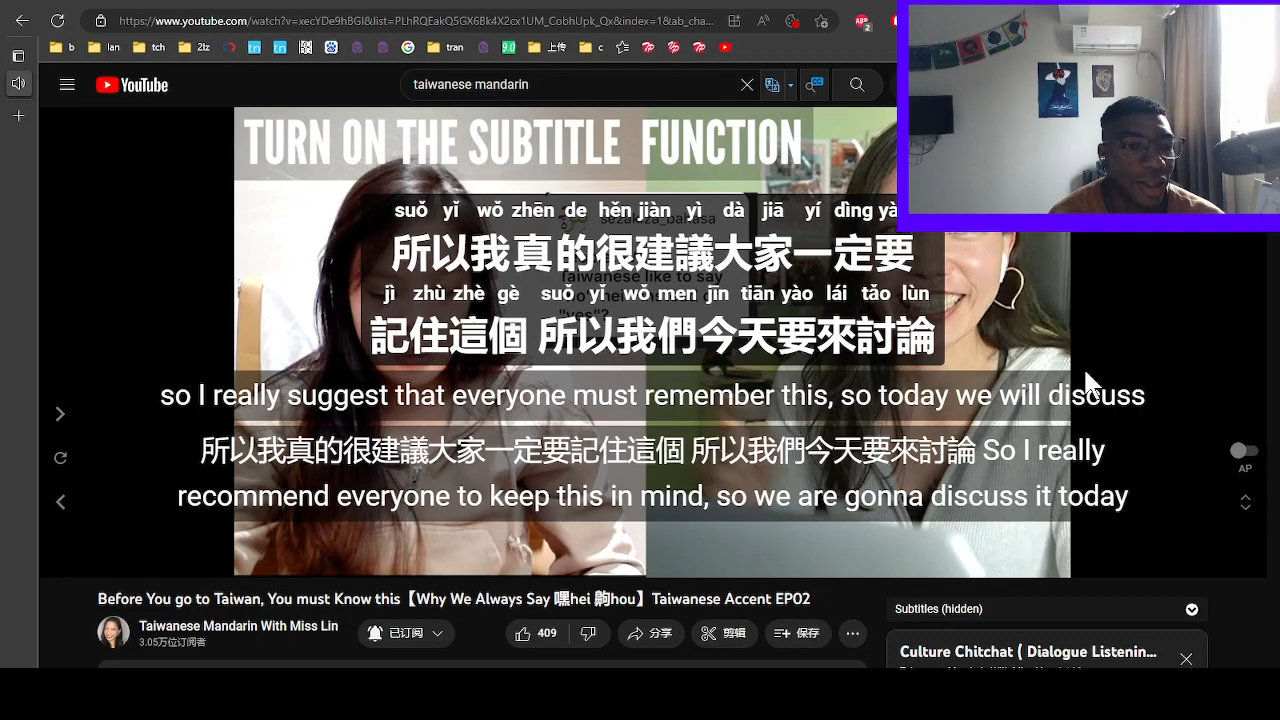 https://www.youtube.com/watch?v=xecYDe9hBGI&list=PLhRQEakQ5GX6Bk4X2cx1UM_CobhUpk_Qx&index=1&ab_cha...
b
lan
tch
2lz
tran
9.0
上传
c
YouTube
taiwanese mandarin
TURN ON THE SUBTITLE FUNCTION
suǒ yǐ wǒ zhēn de hěn jiàn yì dà jiā yí dìng yà
所以我真的很建議大家一定要
jì zhù zhè gè suǒ yǐ wǒ men jīn tiān yào lái tǎo lùn
記住這個 所以我們今天要來討論
so I really suggest that everyone must remember this, so today we will discuss
所以我真的很建議大家一定要記住這個 所以我們今天要來討論 So I really
recommend everyone to keep this in mind, so we are gonna discuss it today
AP
Before You go to Taiwan, You must Know this【Why We Always Say 嘿hei 齁hou】Taiwanese Accent EP02
Taiwanese Mandarin With Miss Lin
3.05万位订阅者
已订阅
409
分享
剪辑
保存
Subtitles (hidden)
Culture Chitchat ( Dialogue Listenin...